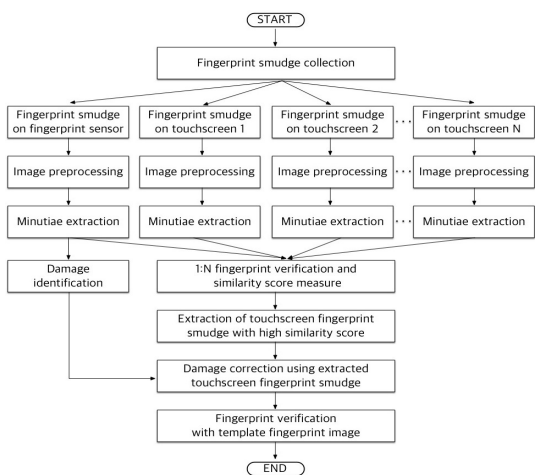 START
Fingerprint smudge collection
Fingerprint smudge
on fingerprint sensor
Fingerprint smudge
on touchscreen 1
Fingerprint smudge
on touchscreen 2
...
Fingerprint smudge
on touchscreen N
Image preprocessing
Image preprocessing
Image preprocessing
...
Image preprocessing
Minutiae extraction
Minutiae extraction
Minutiae extraction
...
Minutiae extraction
Damage
identification
1:N fingerprint verification and
similarity score measure
Extraction of touchscreen fingerprint
smudge with high similarity score
Damage correction using extracted
touchscreen fingerprint smudge
Fingerprint verification
with template fingerprint image
END